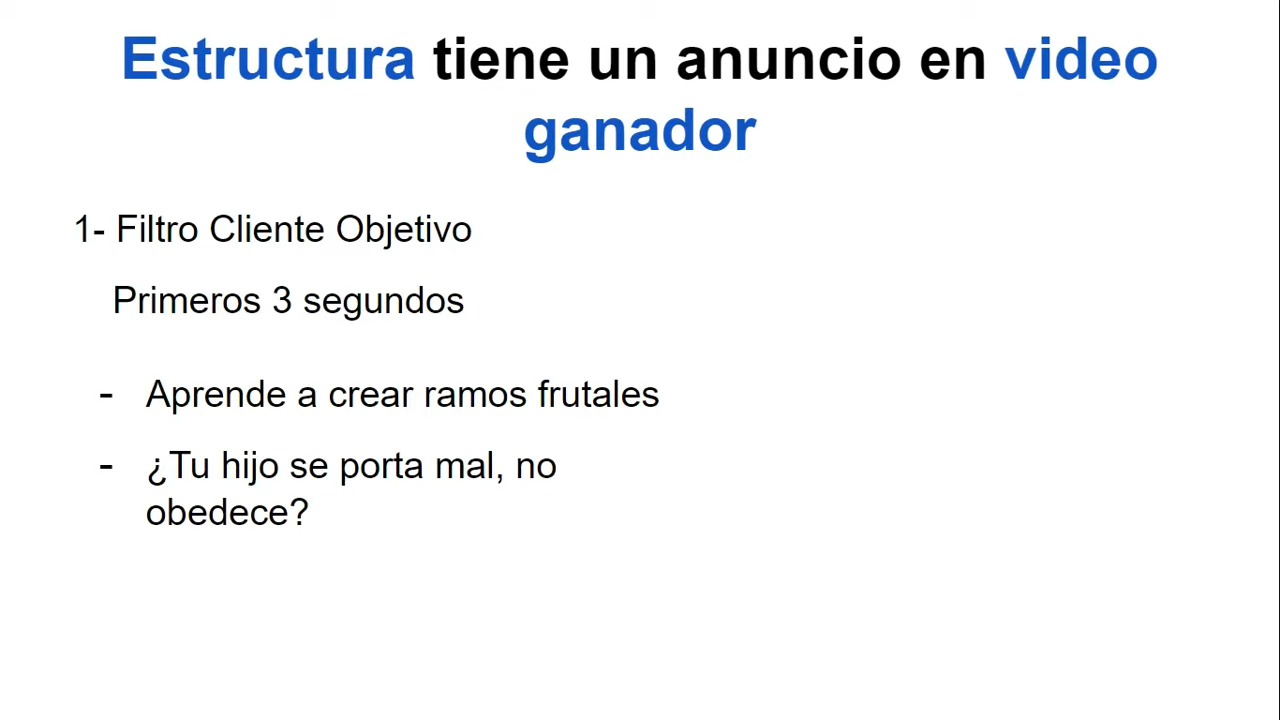 Estructura tiene un anuncio en video
ganador
1- Filtro Cliente Objetivo
Primeros 3 segundos
- Aprende a crear ramos frutales
- ¿Tu hijo se porta mal, no
obedece?